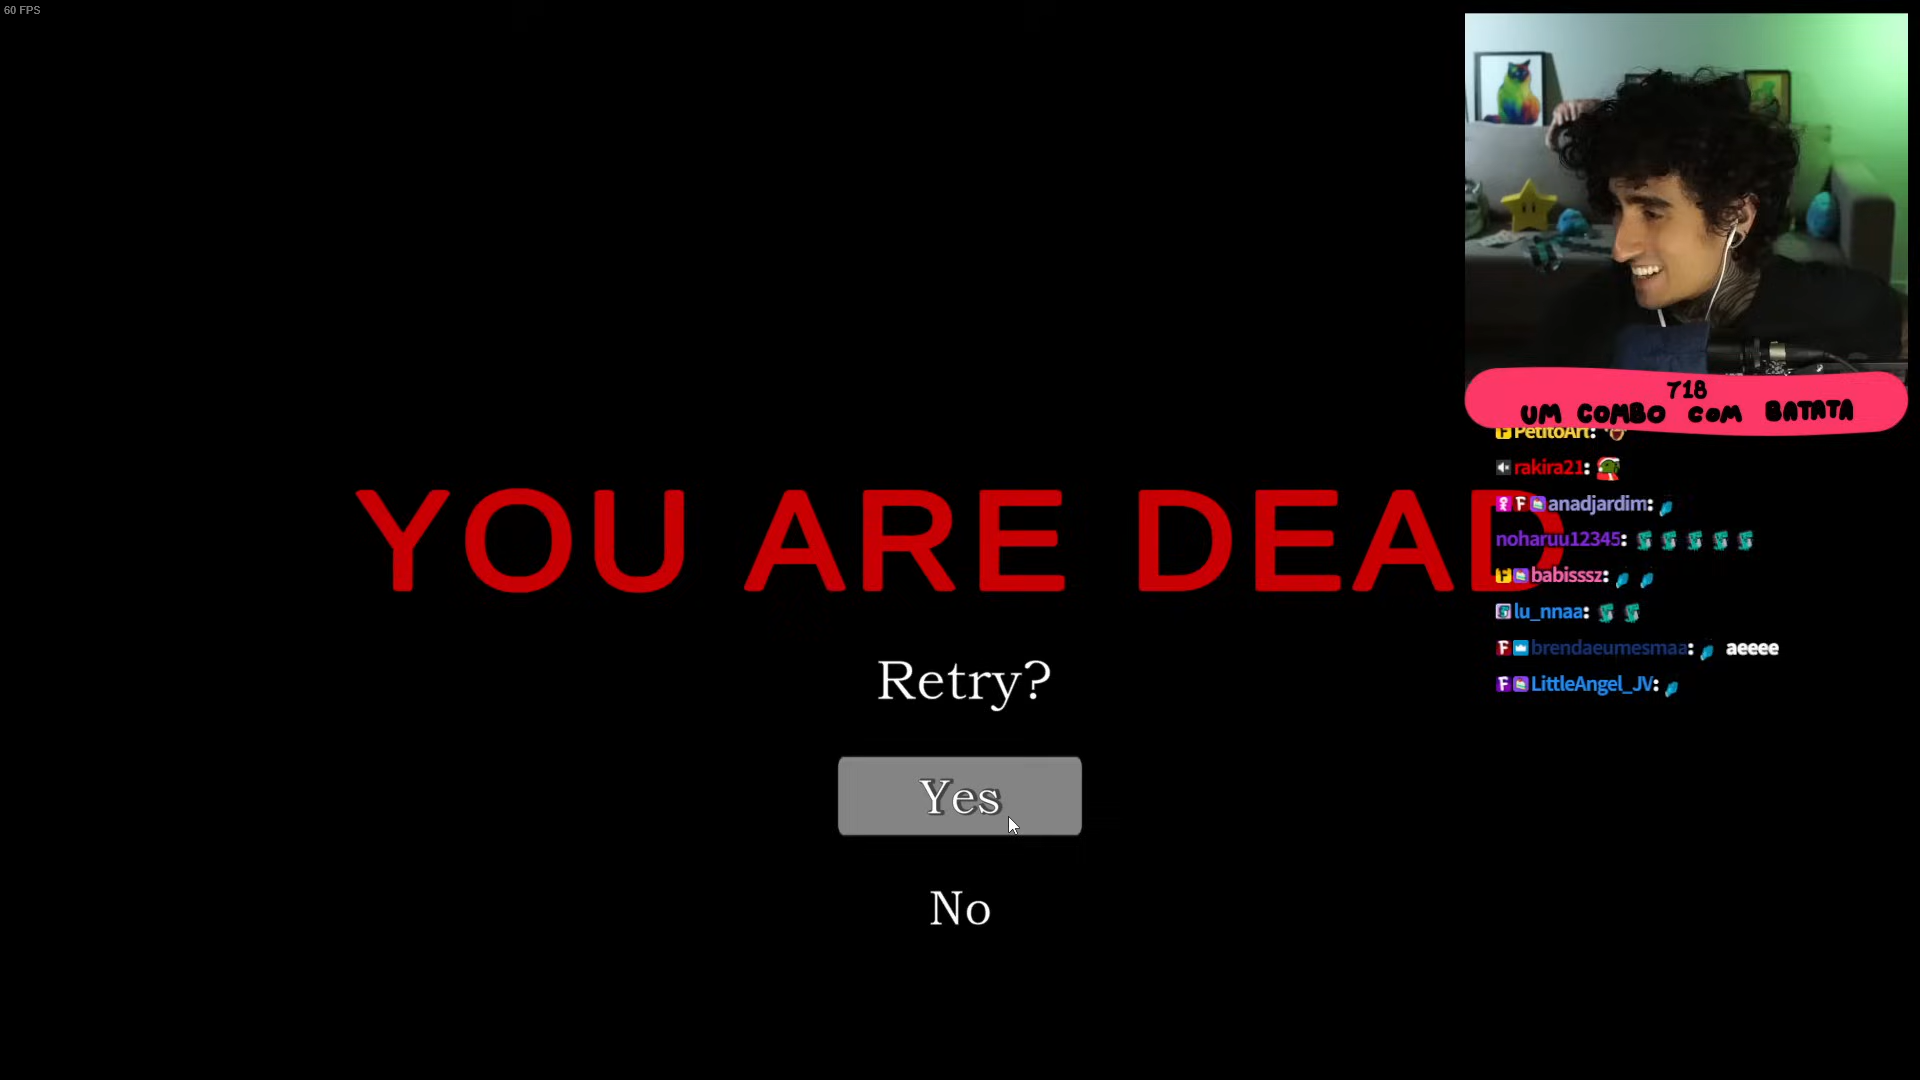 60 FPS
YOU ARE DEAD
Retry?
Yes
No
718
UM COMBO COM BATATA
PetitoArt:
rakira21:
anadjardim:
noharuu12345:
babisssz:
lu_nnaa:
brendaeumesmaa: aeeee
LittleAngel_JV: